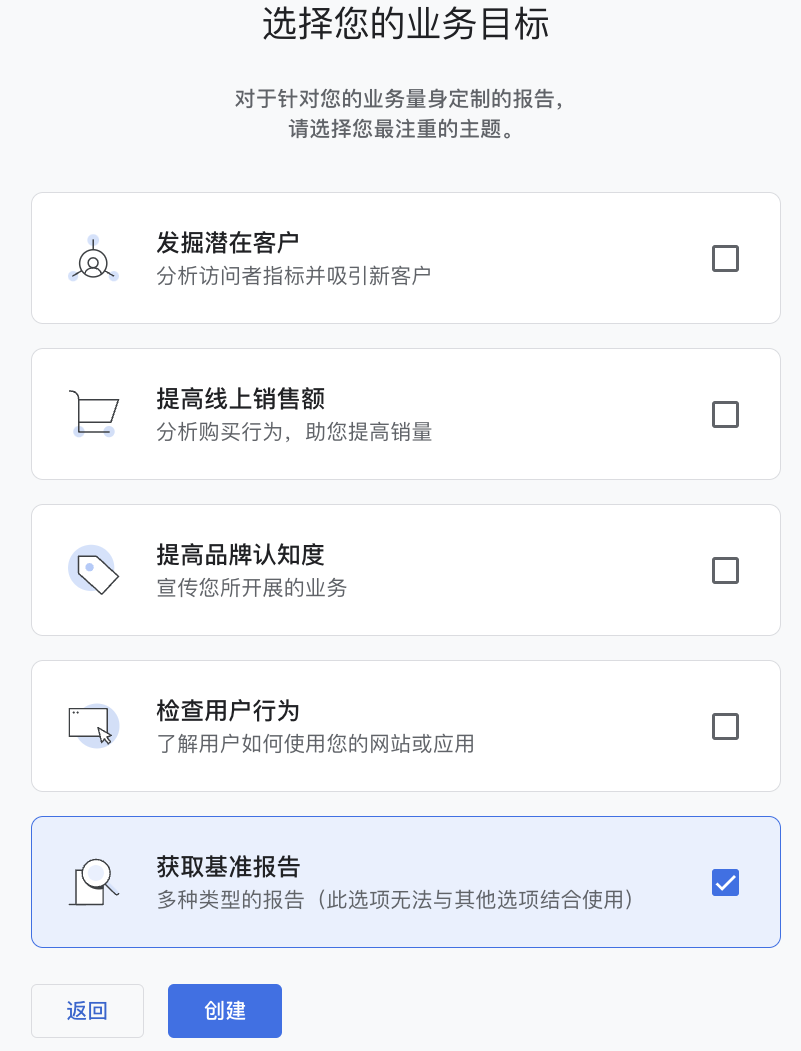 选择您的业务目标
对于针对您的业务量身定制的报告，
请选择您最注重的主题。
发掘潜在客户
分析访问者指标并吸引新客户
提高线上销售额
分析购买行为，助您提高销量
提高品牌认知度
宣传您所开展的业务
检查用户行为
了解用户如何使用您的网站或应用
获取基准报告
多种类型的报告（此选项无法与其他选项结合使用）
返回
创建